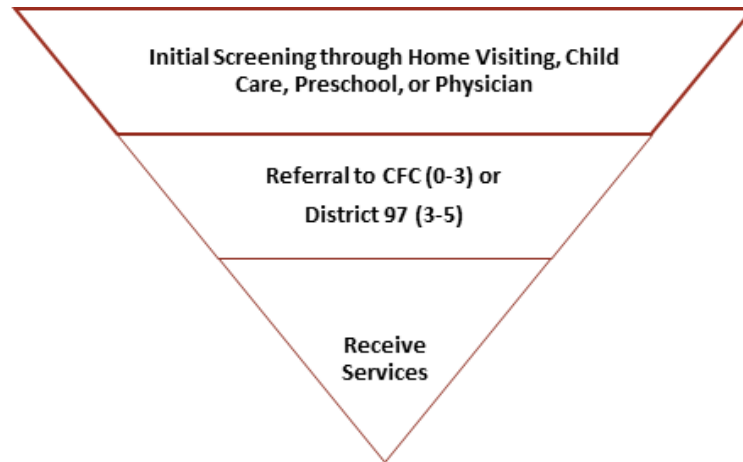 Initial Screening through Home Visiting, Child
Care, Preschool, or Physician
Referral to CFC (0-3) or
District 97 (3-5)
Receive
Services